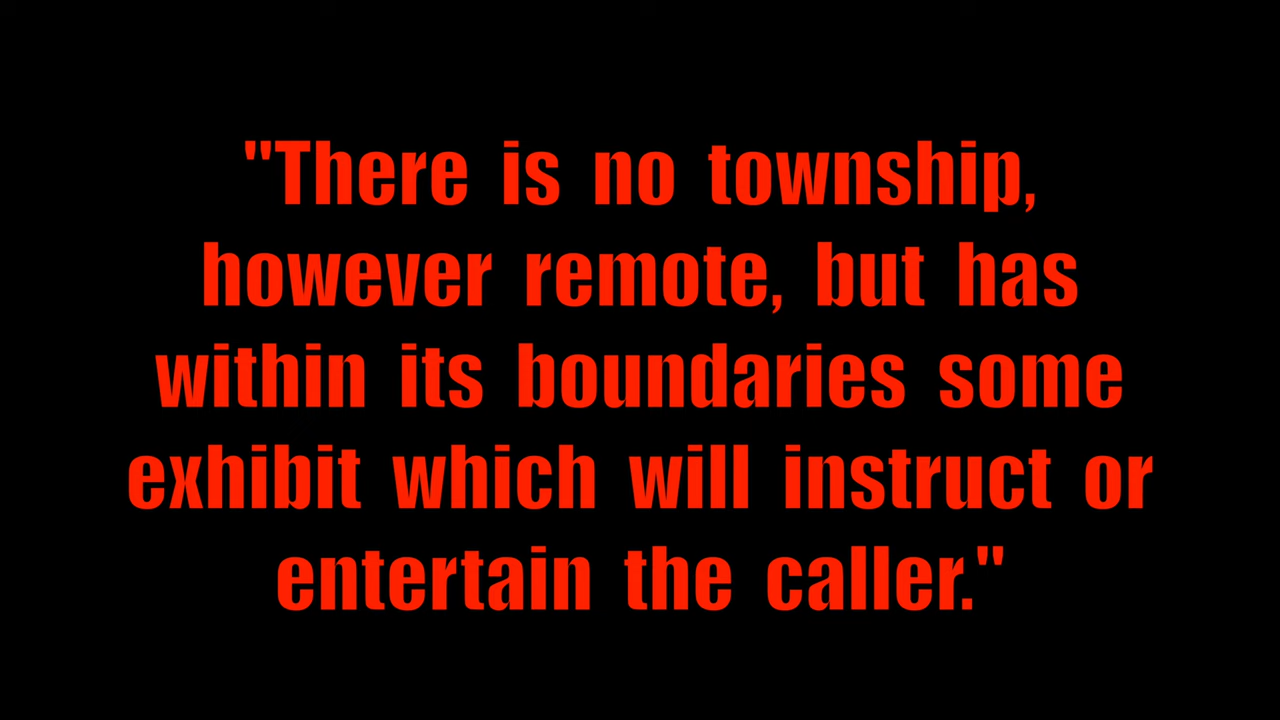 "There is no township,
however remote, but has
within its boundaries some
exhibit which will instruct or
entertain the caller."